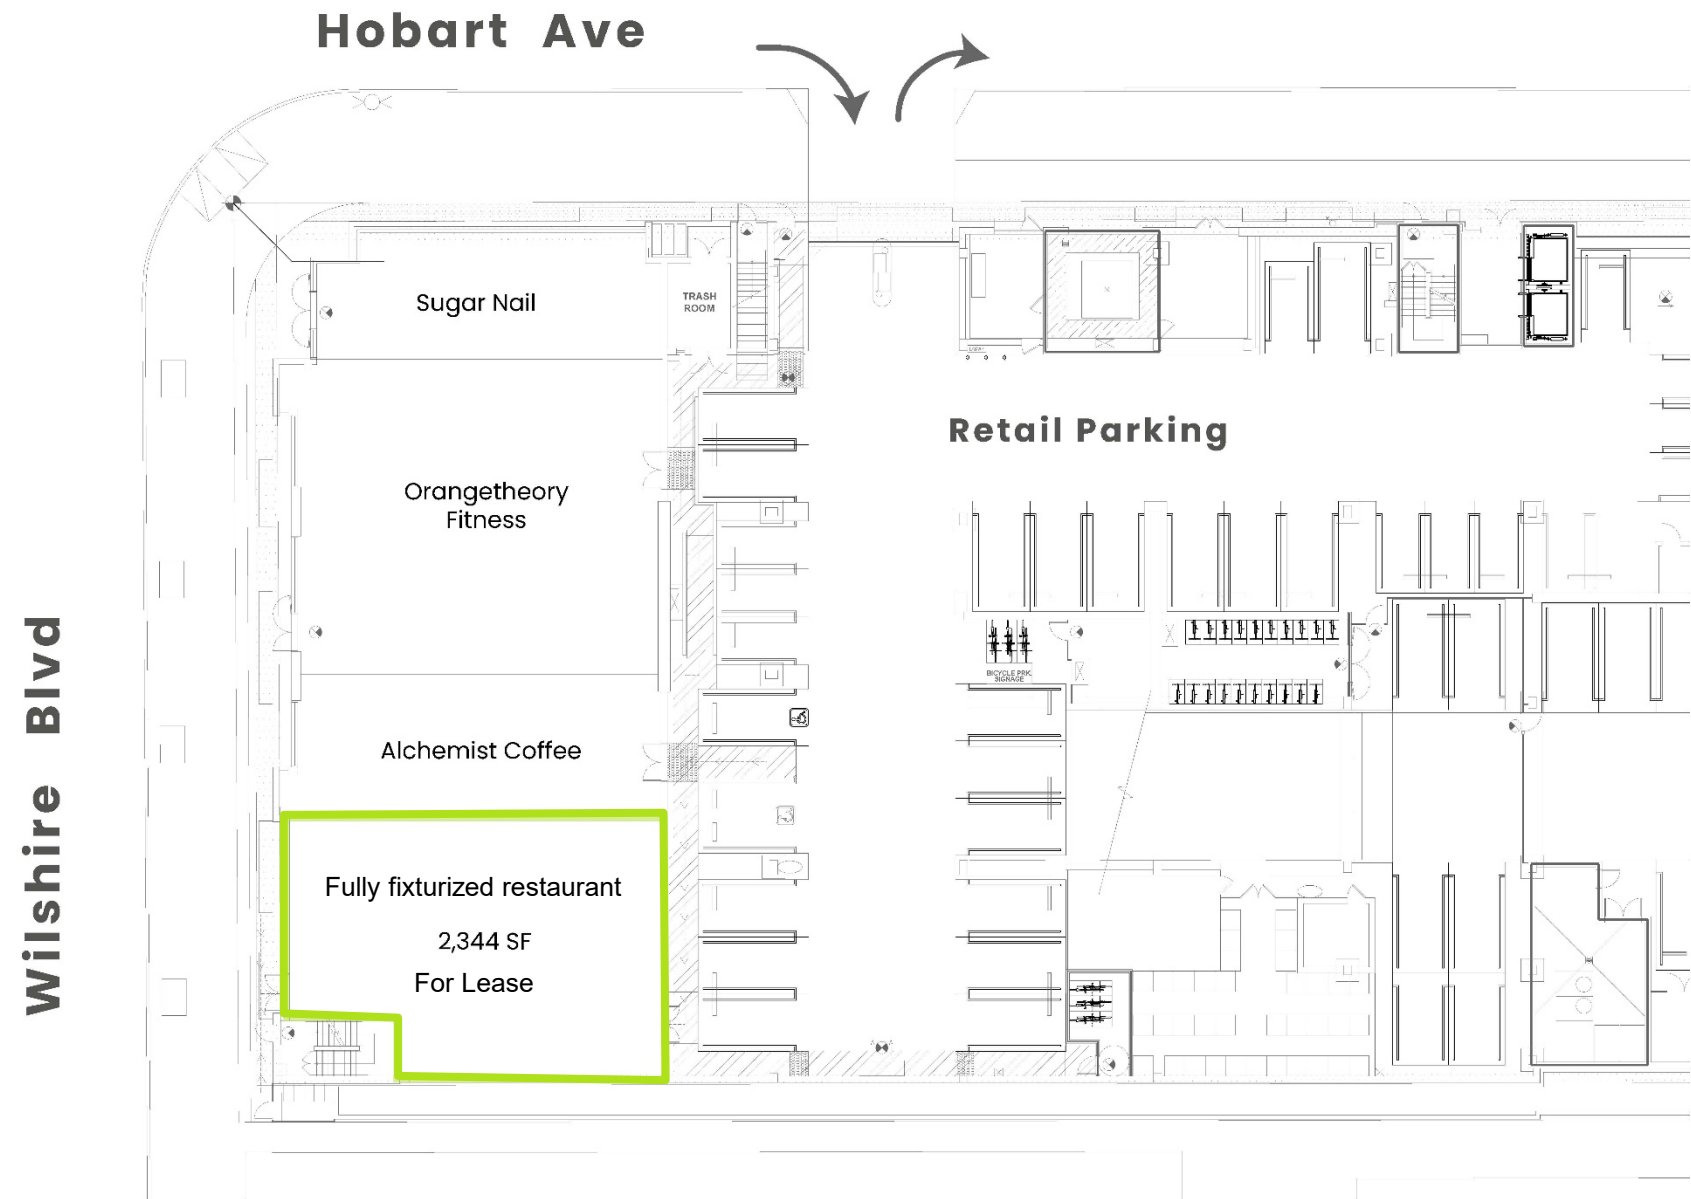 Hobart Ave
Sugar Nail
TRASH
ROOM
Retail Parking
Orangetheory
Fitness
Wilshire Blvd
BICYCLE PRK.
SIGNAGE
Alchemist Coffee
Fully fixturized restaurant
2,344 SF
For Lease